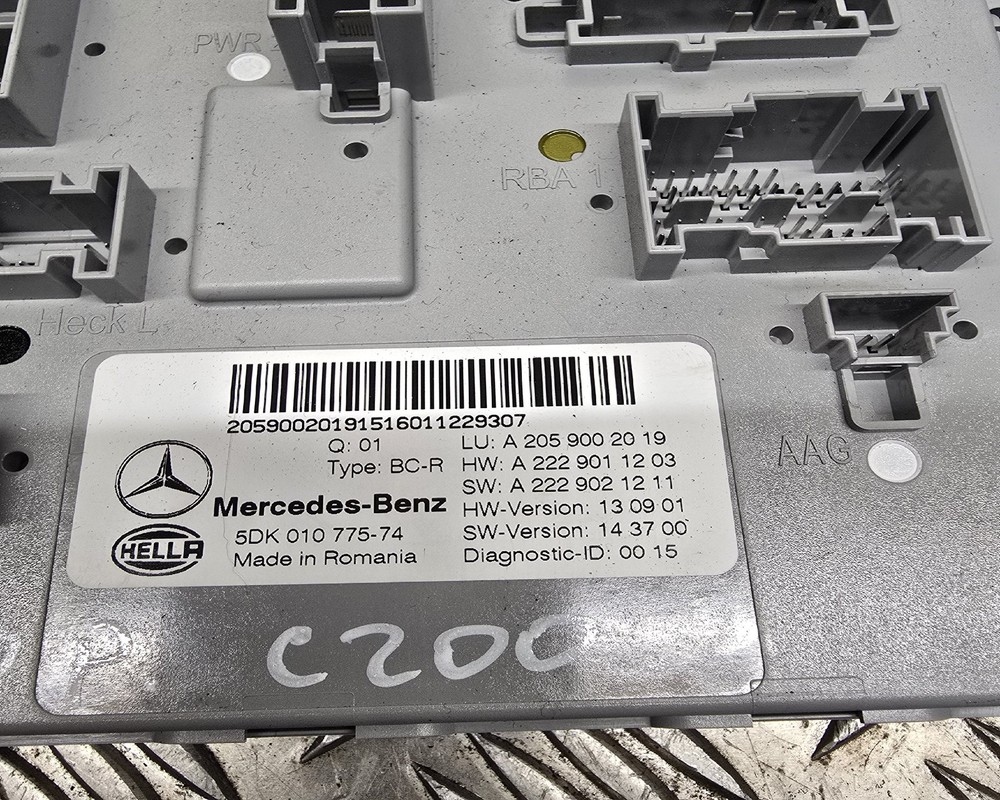 PWR 2
RBA 1
Heck L
AAG
20590020191516011229307
Q: 01
Type: BC-R
Mercedes-Benz
HELLA
5DK 010 775-74
Made in Romania
LU: A 205 900 20 19
HW: A 222 901 12 03
SW: A 222 902 12 11
HW-Version: 13 09 01
SW-Version: 14 37 00
Diagnostic-ID: 00 15
C200